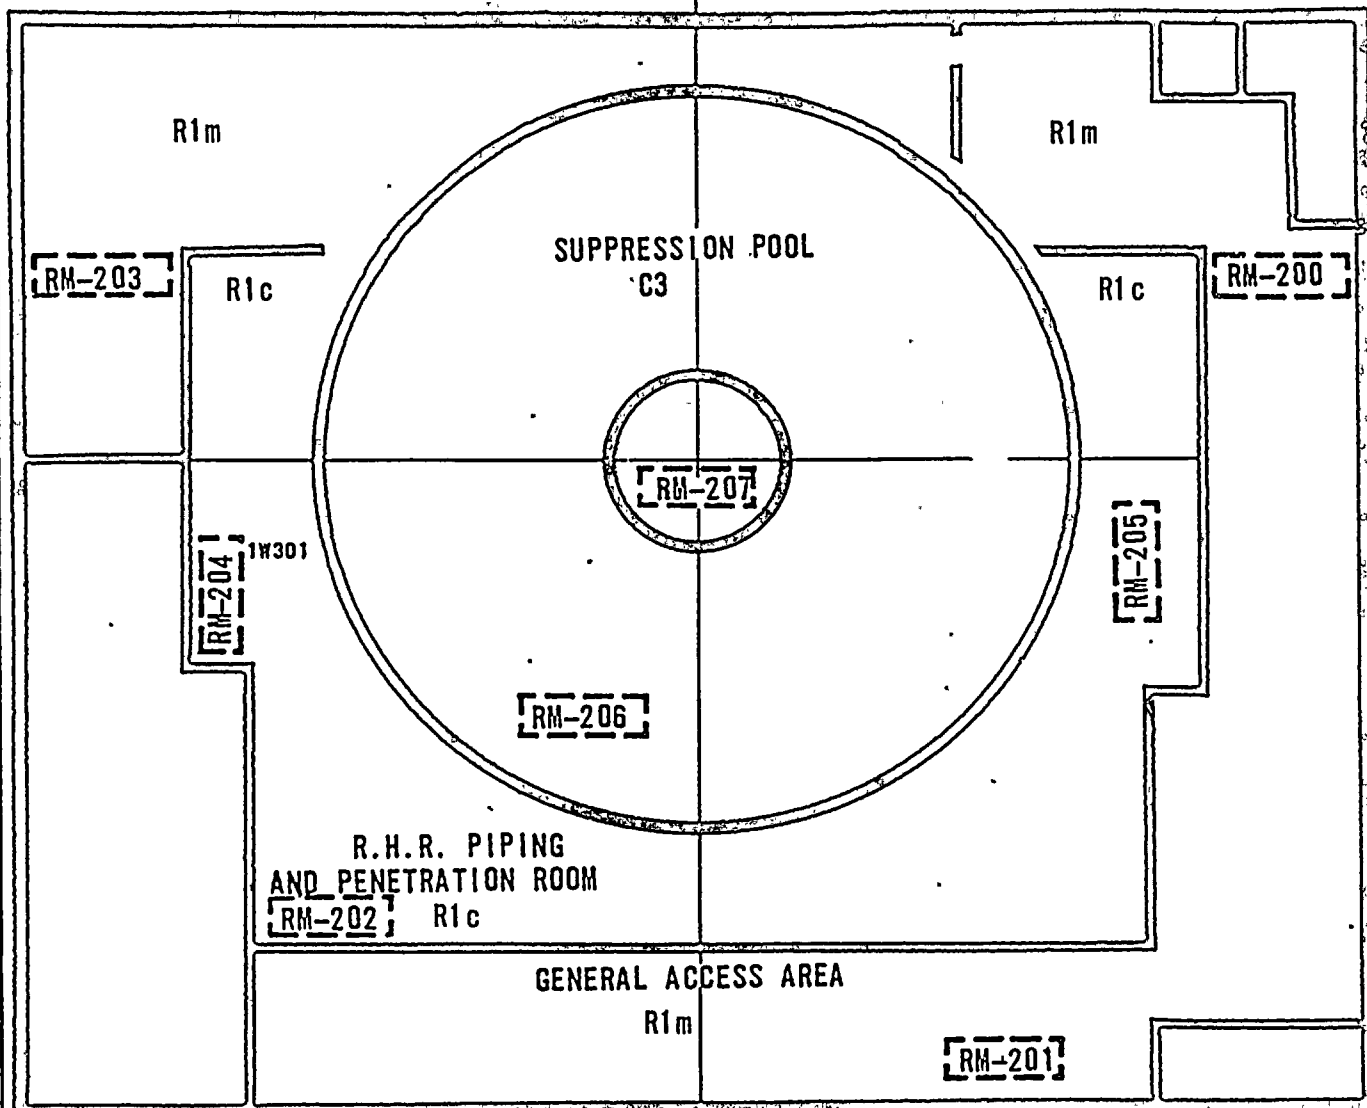 R1m
R1m
SUPPRESSION POOL
C3
RM-203
R1c
R1c
RM-200
RM-207
RM-204
1W301
RM-205
RM-206
R.H.R. PIPING
AND PENETRATION ROOM
RM-202
R1c
GENERAL ACCESS AREA
R1m
RM-201